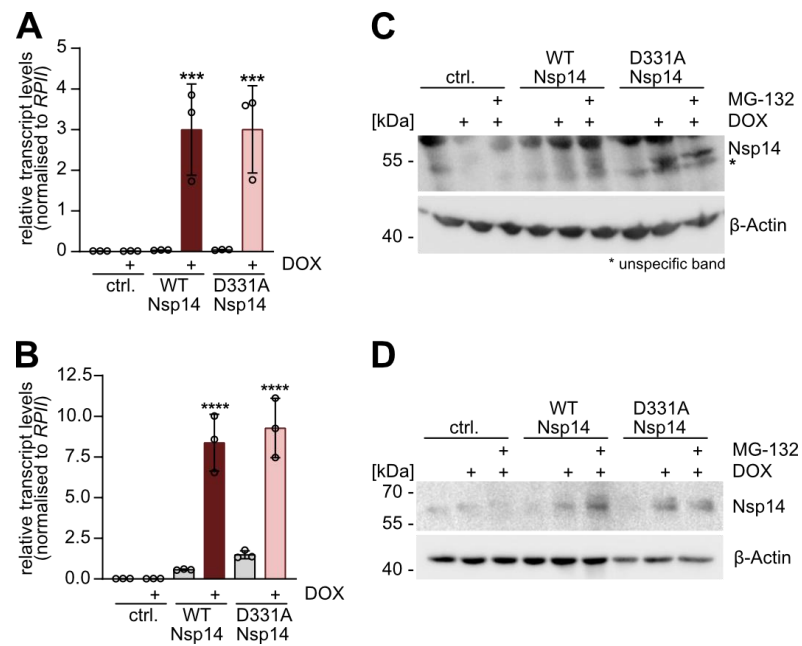 A
relative transcript levels
(normalised to RPII)
5
4
3
2
1
0
***
***
+ + + DOX
ctrl. WT D331A
Nsp14 Nsp14
B
relative transcript levels
(normalised to RPII)
12.5
10.0
7.5
5.0
2.5
0.0
****
****
+ + + DOX
ctrl. WT D331A
Nsp14 Nsp14
C
ctrl. WT D331A
Nsp14 Nsp14
+ + + MG-132
[kDa] + + + + + + DOX
55 - Nsp14
*
40 - β-Actin
* unspecific band
D
ctrl. WT D331A
Nsp14 Nsp14
+ + + MG-132
[kDa] + + + + + + DOX
70 -
Nsp14
55 -
40 - β-Actin